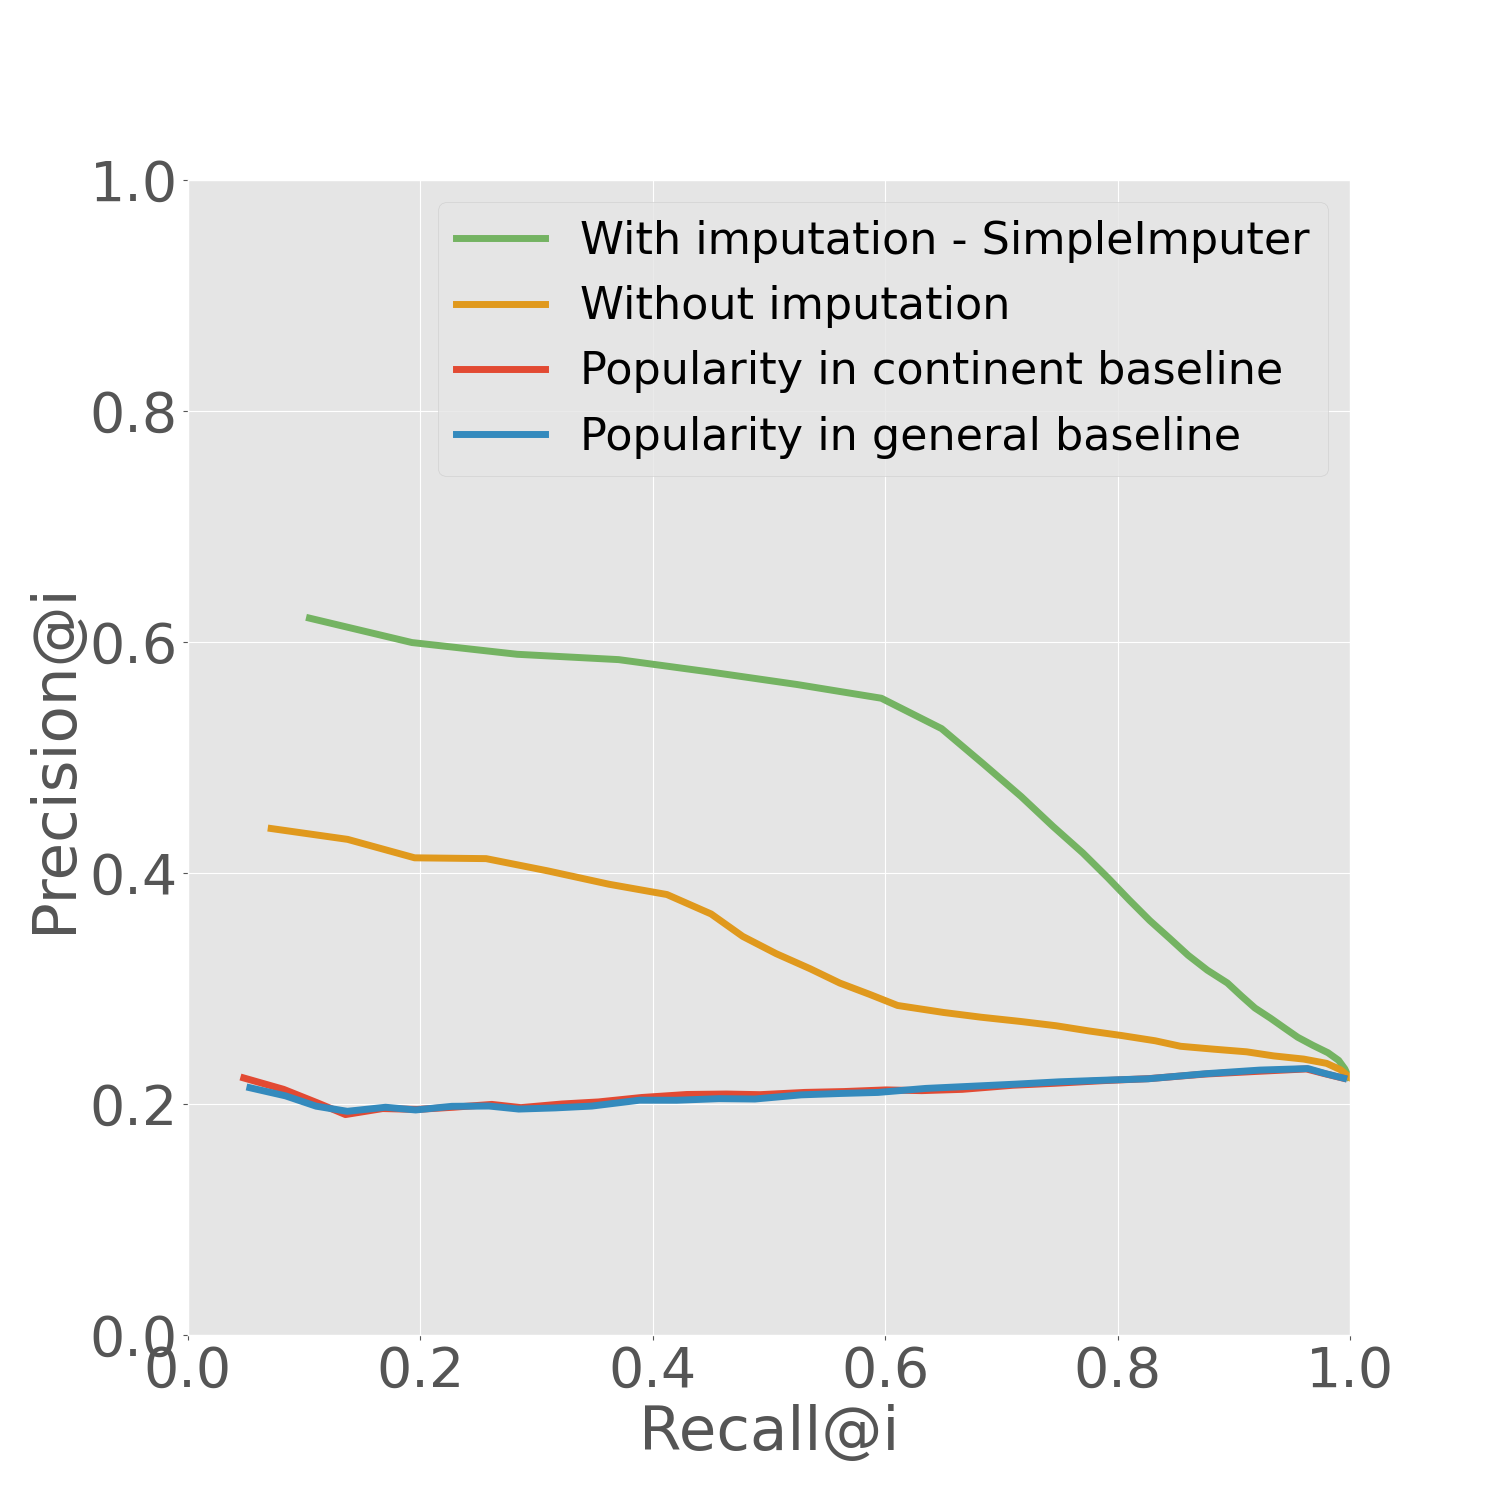 With imputation - SimpleImputer
Without imputation
Popularity in continent baseline
Popularity in general baseline
Precision@i
1.0
0.8
0.6
0.4
0.2
0.0
0.0 0.2 0.4 0.6 0.8 1.0
Recall@i